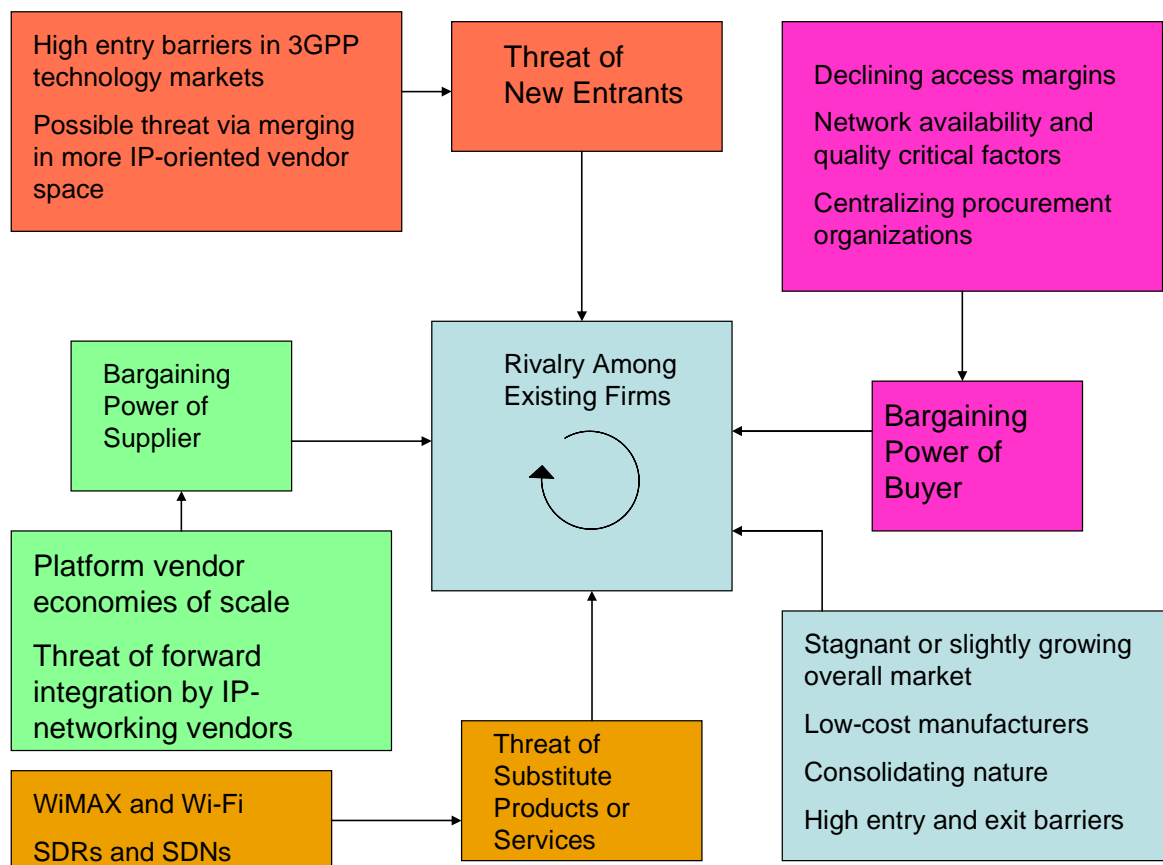 High entry barriers in 3GPP
technology markets
Possible threat via merging
in more IP-oriented vendor
space
Threat of
New Entrants
Declining access margins
Network availability and
quality critical factors
Centralizing procurement
organizations
Bargaining
Power of
Supplier
Rivalry Among
Existing Firms
Bargaining
Power of
Buyer
Platform vendor
economies of scale
Threat of forward
integration by IP-
networking vendors
Stagnant or slightly growing
overall market
Low-cost manufacturers
Consolidating nature
High entry and exit barriers
Threat of
Substitute
Products or
Services
WiMAX and Wi-Fi
SDRs and SDNs